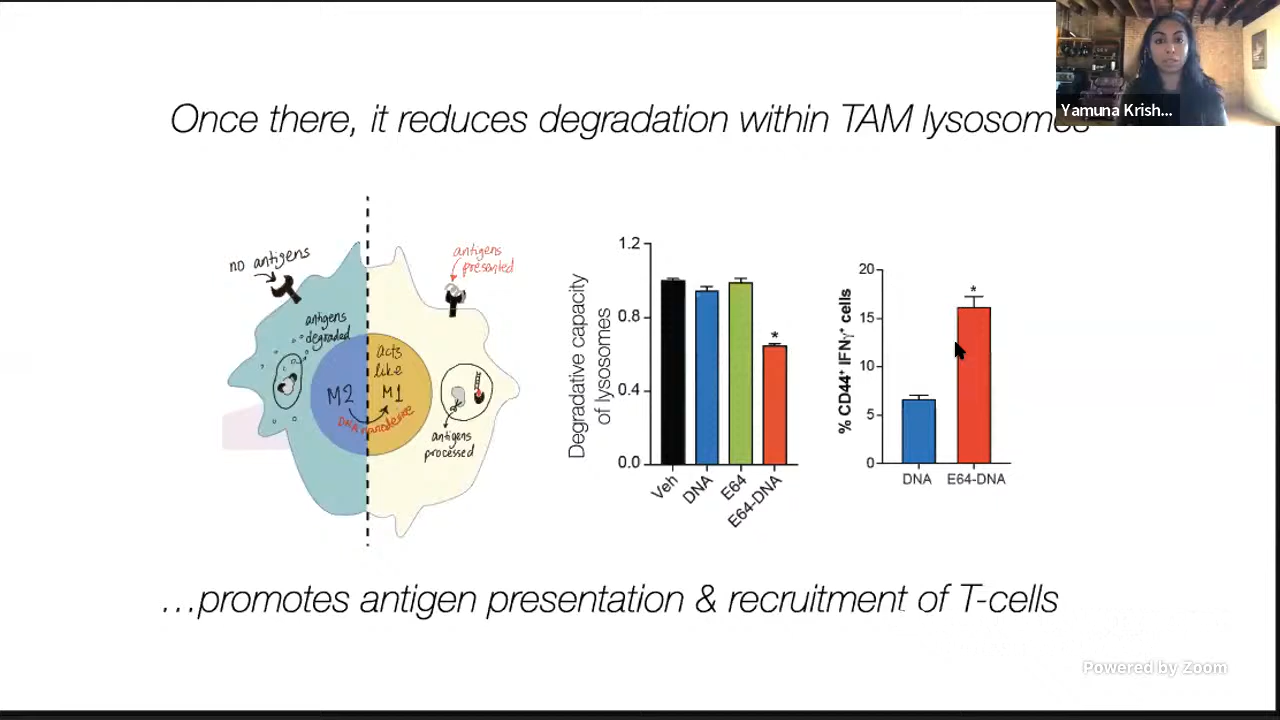 Yamuna Krish...
Once there, it reduces degradation within TAM lysosomes
no antigens
antigens
degraded
M2
acts
like
M1
DNA nanodevice
antigens
presented
antigens
processed
Degradative capacity
of lysosomes
1.2
0.8
0.4
0.0
Veh
DNA
E64
E64-DNA
*
% CD44⁺ IFNγ⁺ cells
20
15
10
5
0
*
DNA
E64-DNA
...promotes antigen presentation & recruitment of T-cells
Powered by Zoom